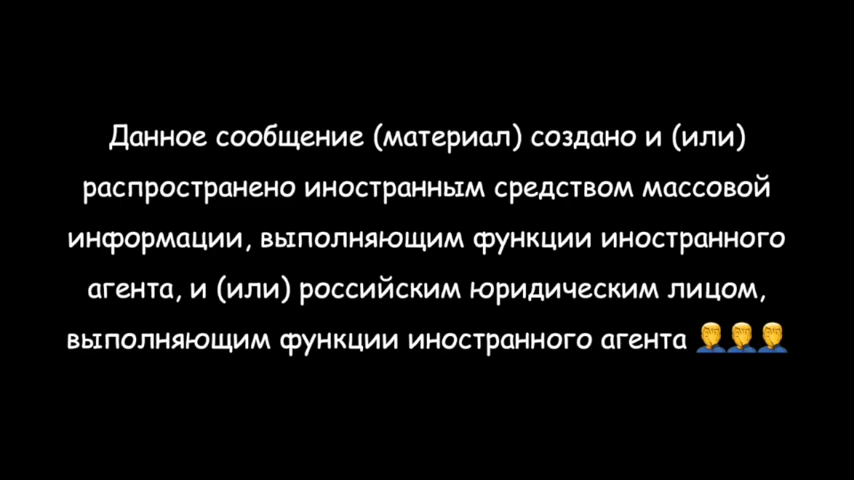 Данное сообщение (материал) создано и (или)
распространено иностранным средством массовой
информации, выполняющим функции иностранного
агента, и (или) российским юридическим лицом,
выполняющим функции иностранного агента 🤦‍♂️🤦‍♂️🤦‍♂️